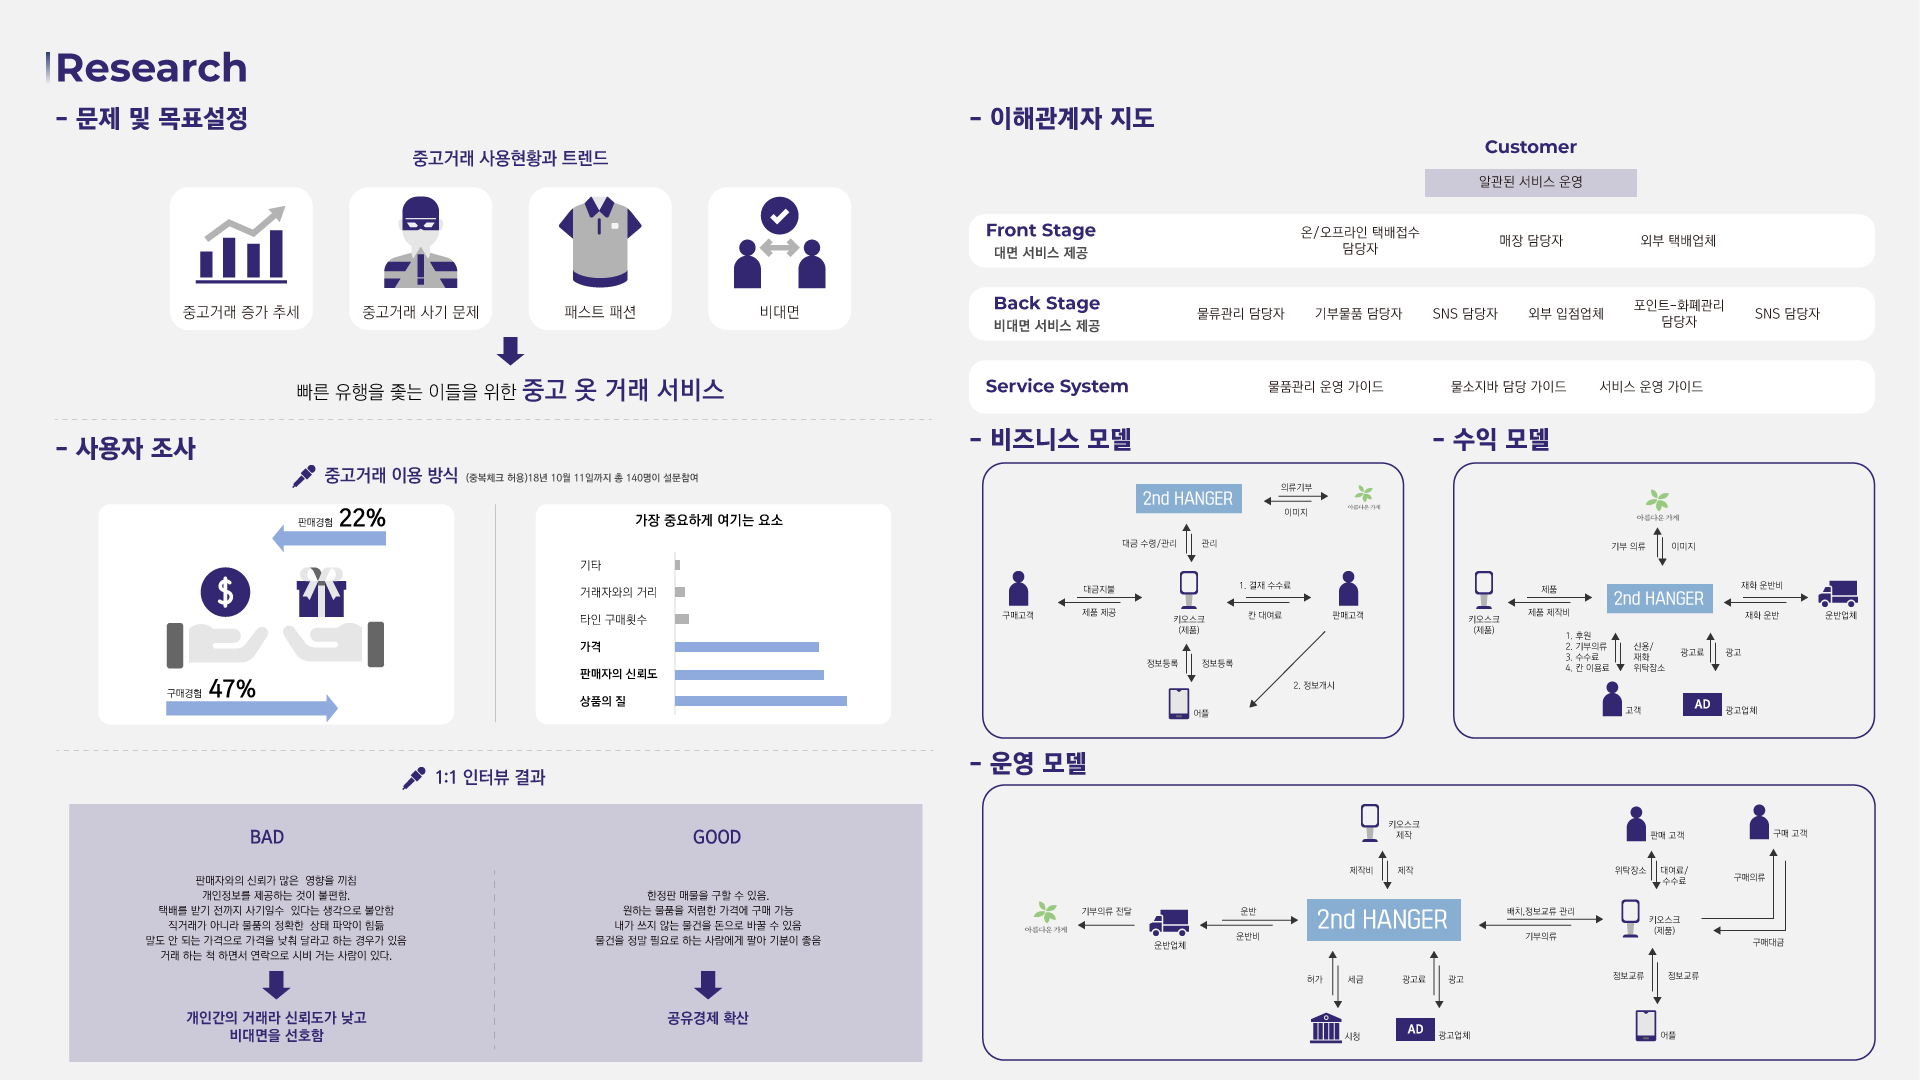 Research
- 문제 및 목표설정
중고거래 사용현황과 트렌드
중고거래 증가 추세
중고거래 사기 문제
패스트 패션
비대면
빠른 유행을 좇는 이들을 위한 중고 옷 거래 서비스
- 사용자 조사
중고거래 이용 방식 (중복체크 허용)18년 10월 11일까지 총 140명이 설문참여
판매경험 22%
$
구매경험 47%
가장 중요하게 여기는 요소
기타
거래자와의 거리
타인 구매횟수
가격
판매자의 신뢰도
상품의 질
1:1 인터뷰 결과
BAD
판매자와의 신뢰가 많은 영향을 끼침
개인정보를 제공하는 것이 불편함.
택배를 받기 전까지 사기일수 있다는 생각으로 불안함
직거래가 아니라 물품의 정확한 상태 파악이 힘듦
말도 안 되는 가격으로 가격을 낮춰 달라고 하는 경우가 있음
거래 하는 척 하면서 연락으로 시비 거는 사람이 있다.
개인간의 거래라 신뢰도가 낮고
비대면을 선호함
GOOD
한정판 매물을 구할 수 있음.
원하는 물품을 저렴한 가격에 구매 가능
내가 쓰지 않는 물건을 돈으로 바꿀 수 있음
물건을 정말 필요로 하는 사람에게 팔아 기분이 좋음
공유경제 확산
- 이해관계자 지도
Customer
알관된 서비스 운영
Front Stage
대면 서비스 제공
온/오프라인 택배접수
담당자
매장 담당자
외부 택배업체
Back Stage
비대면 서비스 제공
물류관리 담당자
기부물품 담당자
SNS 담당자
외부 입점업체
포인트-화폐관리
담당자
SNS 담당자
Service System
물품관리 운영 가이드
물소지바 담당 가이드
서비스 운영 가이드
- 비즈니스 모델
2nd HANGER
의류기부
이미지
아름다운 가게
대금 수령/관리
관리
구매고객
대금지불
제품 제공
키오스크
(제품)
1. 결재 수수료
칸 대여료
판매고객
정보등록
정보등록
2. 정보개시
어플
- 수익 모델
아름다운 가게
기부 의류
이미지
키오스크
(제품)
제품
제품 제작비
2nd HANGER
재화 운반비
재화 운반
운반업체
1. 후원
2. 기부의류
3. 수수료
4. 칸 이용료
신용/
재화
위탁장소
광고료
광고
고객
AD
광고업체
- 운영 모델
키오스크
제작
제작비
제작
아름다운 가게
기부의류 전달
운반업체
운반
운반비
2nd HANGER
배치,정보교류 관리
기부의류
판매 고객
위탁장소
대여료/
수수료
키오스크
(제품)
구매 고객
구매의류
구매대금
허가
세금
시청
광고료
광고
AD
광고업체
정보교류
정보교류
어플